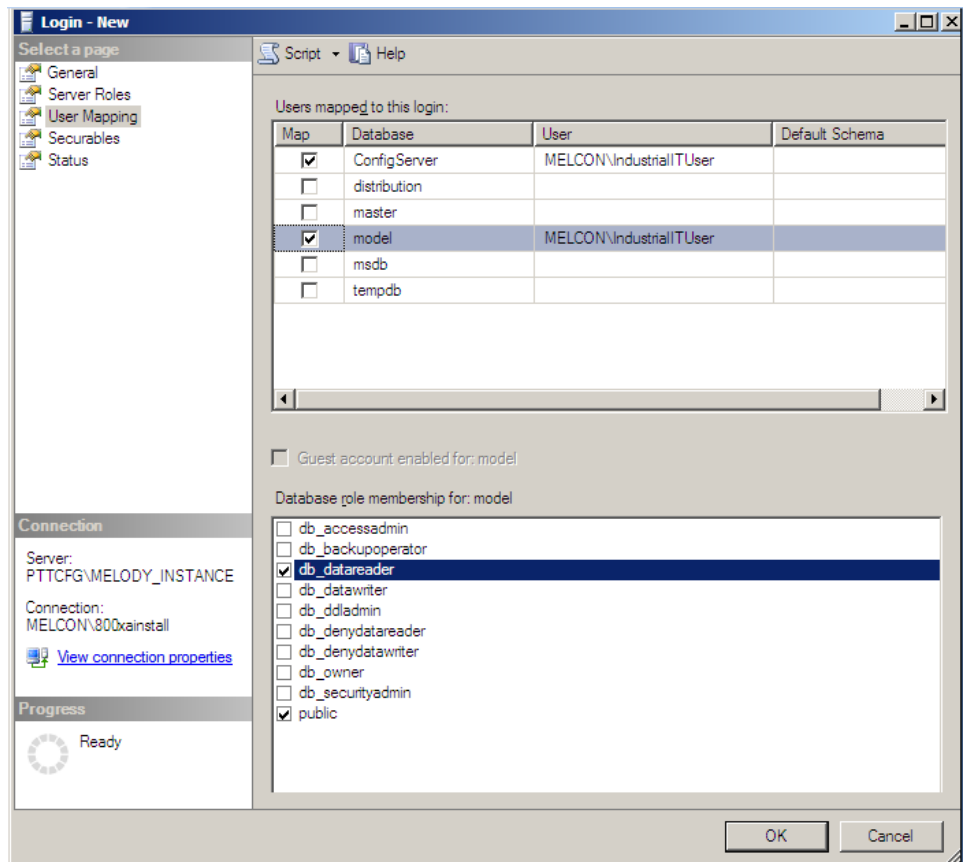 Login - New
Select a page
General
Server Roles
User Mapping
Securables
Status
Script Help
Users mapped to this login:
Map Database User Default Schema
ConfigServer MELCON\IndustrialITUser
distribution
master
model MELCON\IndustrialITUser
msdb
tempdb
Guest account enabled for: model
Database role membership for: model
db_accessadmin
db_backupoperator
db_datareader
db_datawriter
db_ddladmin
db_denydatareader
db_denydatawriter
db_owner
db_securityadmin
public
Connection
Server:
PTTCFG\MELODY_INSTANCE
Connection:
MELCON\800xainstall
View connection properties
Progress
Ready
OK Cancel